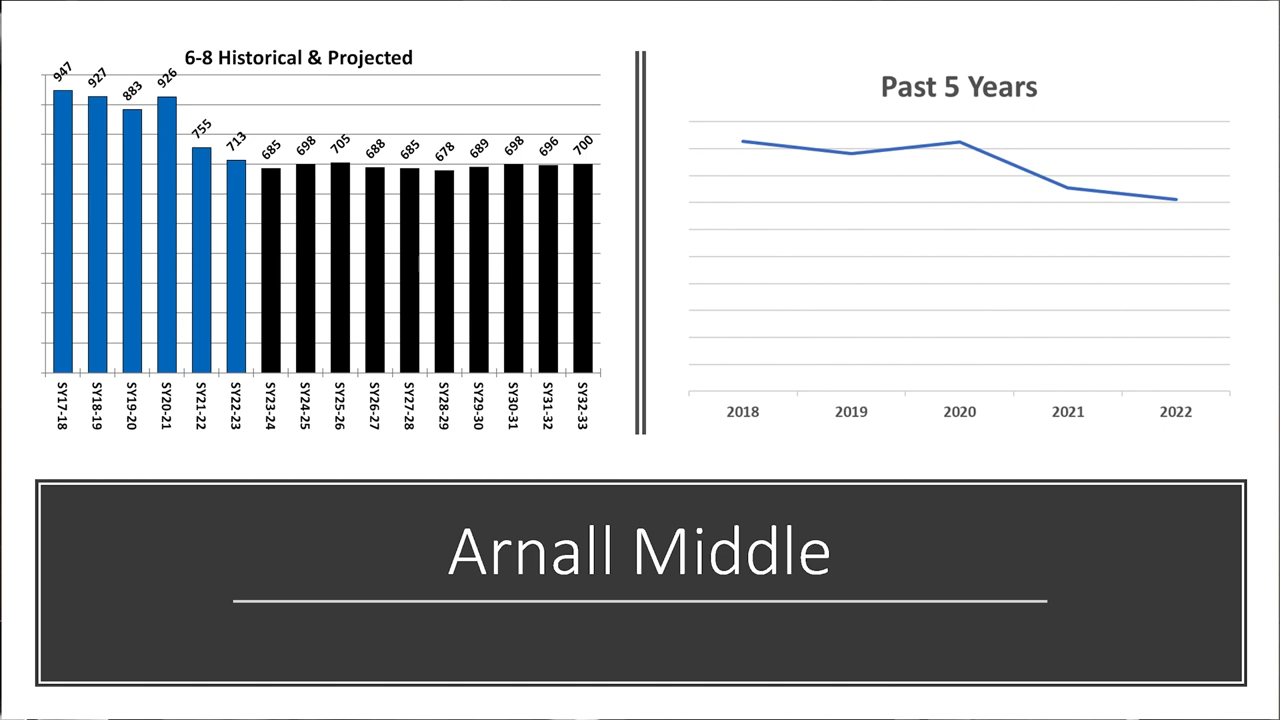 6-8 Historical & Projected
947 927 883 926 755 713 685 698 705 688 685 678 689 698 696 700
SY17-18 SY18-19 SY19-20 SY20-21 SY21-22 SY22-23 SY23-24 SY24-25 SY25-26 SY26-27 SY27-28 SY28-29 SY29-30 SY30-31 SY31-32 SY32-33
Past 5 Years
2018 2019 2020 2021 2022
Arnall Middle